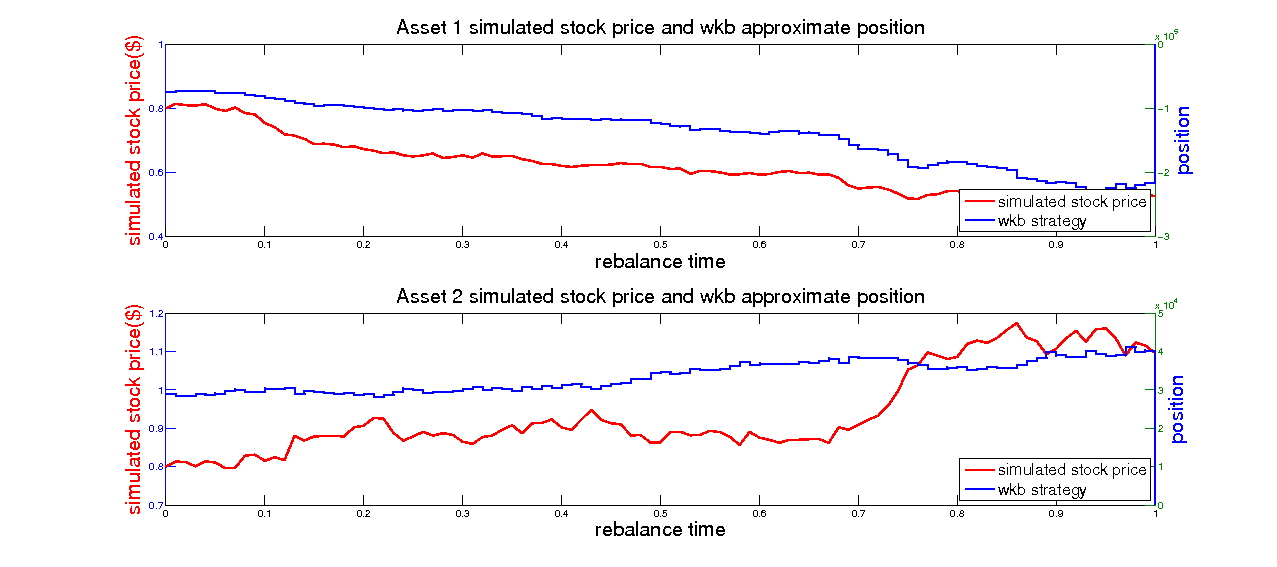 Asset 1 simulated stock price and wkb approximate position
simulated stock price($)
1
0.8
0.6
0.4
0
-1
-2
-3
position
simulated stock price
wkb strategy
0 0.1 0.2 0.3 0.4 0.5 0.6 0.7 0.8 0.9 1
rebalance time
Asset 2 simulated stock price and wkb approximate position
simulated stock price($)
x 10^4
1.2
1.1
1
0.9
0.8
0.7
5
4
3
2
1
0
position
simulated stock price
wkb strategy
0 0.1 0.2 0.3 0.4 0.5 0.6 0.7 0.8 0.9 1
rebalance time